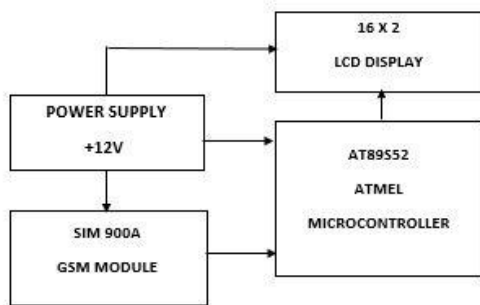 16 X 2
LCD DISPLAY
POWER SUPPLY
+12V
AT89S52
ATMEL
MICROCONTROLLER
SIM 900A
GSM MODULE